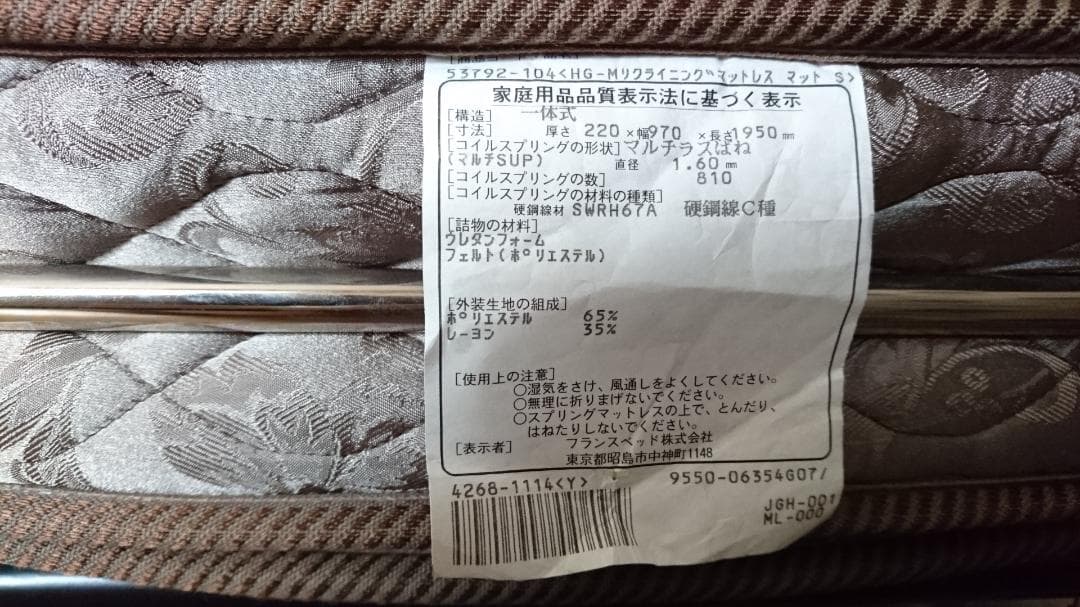 53792-104<HG-Mリクライニングマットレス マット S>
家庭用品品質表示法に基づく表示
[構造] 一体式
[寸法] 厚さ 220 ×幅970 ×長さ1950㎜
[コイルスプリングの形状]マルチラスばね
(マルチSUP) 直径 1.60㎜
[コイルスプリングの数] 810
[コイルスプリングの材料の種類]
硬鋼線材 SWRH67A 硬鋼線C種
[詰物の材料]
ウレタンフォーム
フェルト(ポリエステル)
[外装生地の組成]
ポリエステル 65%
レーヨン 35%
[使用上の注意]
○湿気をさけ、風通しをよくしてください。
○無理に折りまげないでください。
○スプリングマットレスの上で、とんだり、
はねたりしないでください。
[表示者] フランスベッド株式会社
東京都昭島市中神町1148
4268-1114<Y> 9550-06354G07/
JGH-001
ML-000